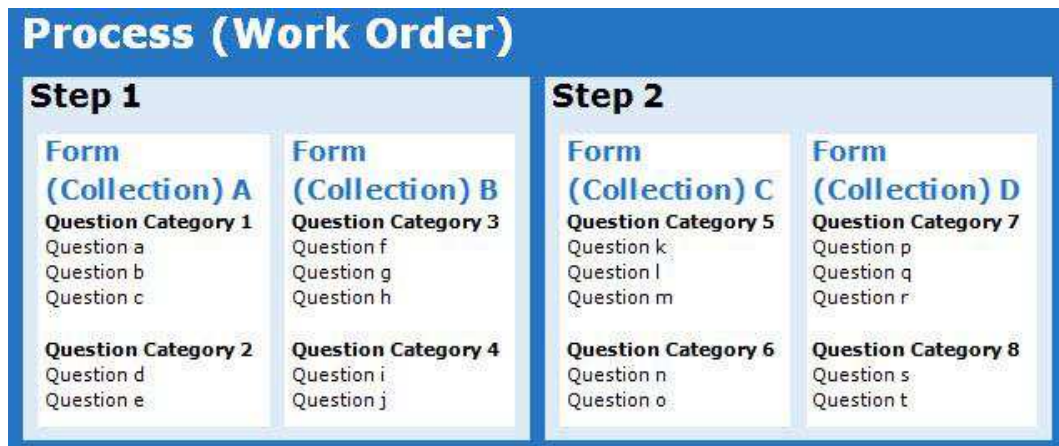 Process (Work Order)
Step 1
Form
(Collection) A
Question Category 1
Question a
Question b
Question c
Question Category 2
Question d
Question e
Form
(Collection) B
Question Category 3
Question f
Question g
Question h
Question Category 4
Question i
Question j
Step 2
Form
(Collection) C
Question Category 5
Question k
Question l
Question m
Question Category 6
Question n
Question o
Form
(Collection) D
Question Category 7
Question p
Question q
Question r
Question Category 8
Question s
Question t